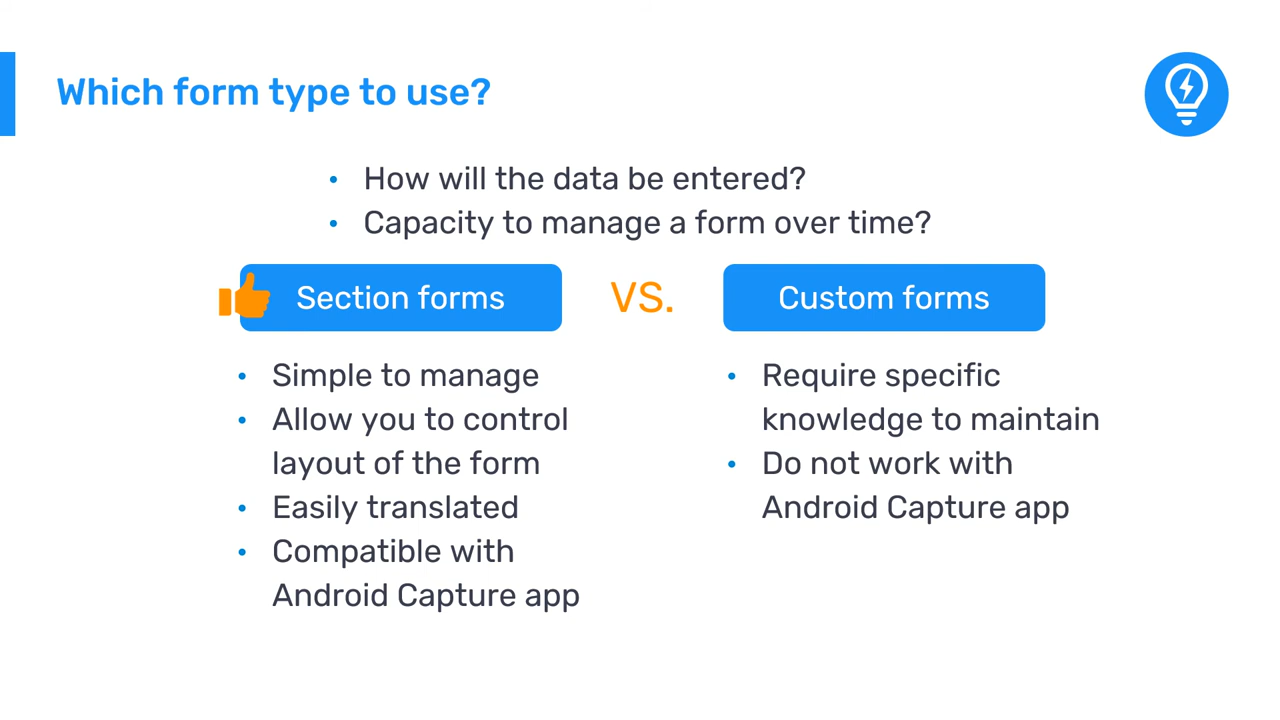 Which form type to use?
• How will the data be entered?
• Capacity to manage a form over time?
Section forms
VS.
Custom forms
• Simple to manage
• Allow you to control
layout of the form
• Easily translated
• Compatible with
Android Capture app
• Require specific
knowledge to maintain
• Do not work with
Android Capture app